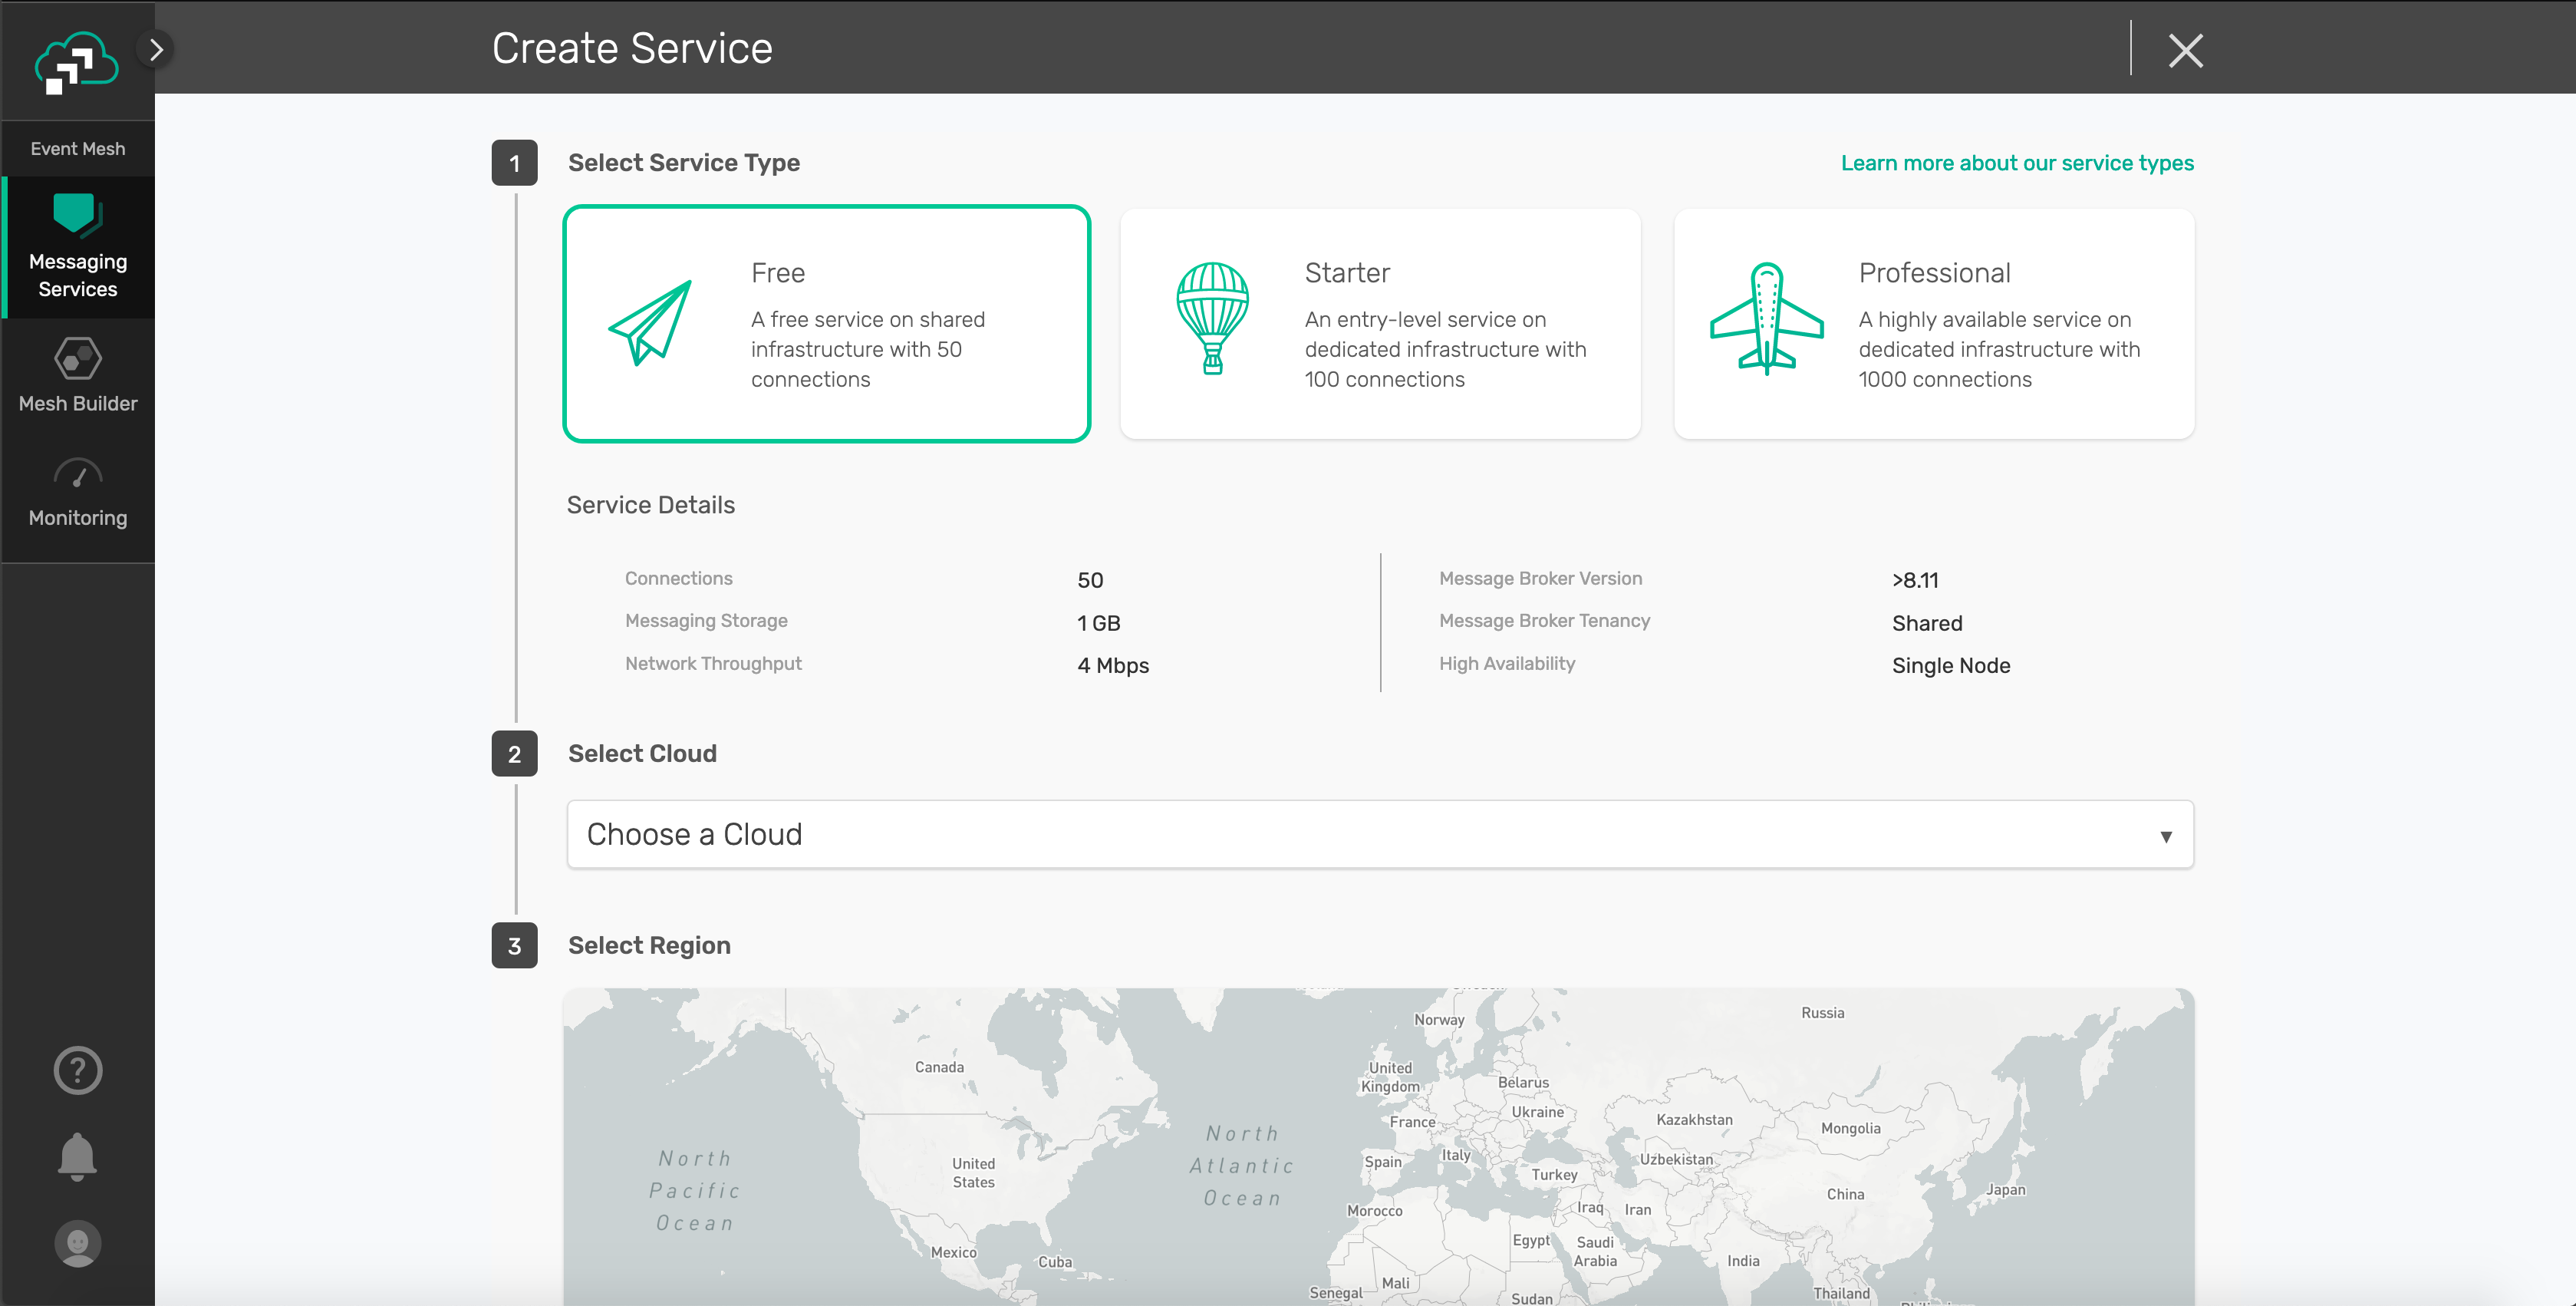 Create Service
Event Mesh
Messaging
Services
Mesh Builder
Monitoring
?
1
Select Service Type
Learn more about our service types
Free
A free service on shared
infrastructure with 50
connections
Starter
An entry-level service on
dedicated infrastructure with
100 connections
Professional
A highly available service on
dedicated infrastructure with
1000 connections
Service Details
Connections 50
Messaging Storage 1 GB
Network Throughput 4 Mbps
Message Broker Version >8.11
Message Broker Tenancy Shared
High Availability Single Node
2
Select Cloud
Choose a Cloud
3
Select Region
Norway
Russia
Canada
United
Kingdom
Belarus
Ukraine
Kazakhstan
France
Mongolia
North
Atlantic
Ocean
North
Pacific
Ocean
United
States
Spain
Italy
Uzbekistan
Turkey
China
Japan
Morocco
Iraq
Iran
Mexico
Cuba
Egypt
Saudi
Arabia
India
Mali
Senegal
Sudan
Thailand